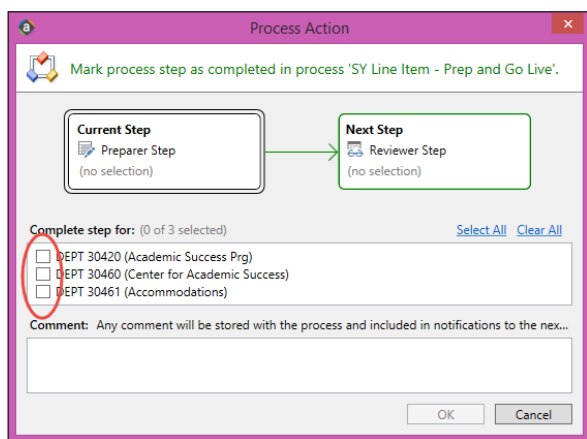 Process Action
Mark process step as completed in process 'SY Line Item - Prep and Go Live'.
Current Step
Preparer Step
(no selection)
Next Step
Reviewer Step
(no selection)
Complete step for: (0 of 3 selected) Select All Clear All
DEPT 30420 (Academic Success Prg)
DEPT 30460 (Center for Academic Success)
DEPT 30461 (Accommodations)
Comment: Any comment will be stored with the process and included in notifications to the nex...
OK Cancel